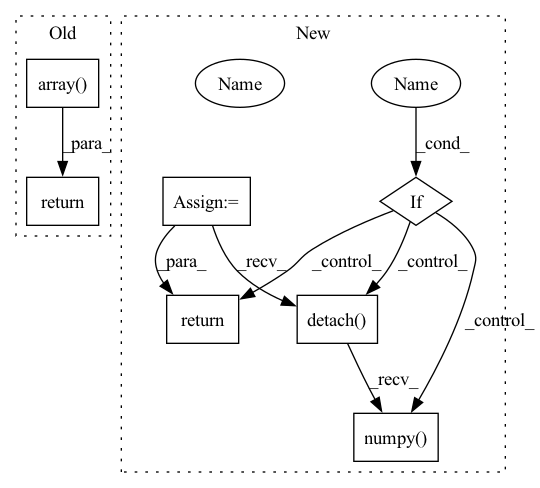 Old
New
array()
Name
Name
_para_
_cond_
return
Assign:=
If
_para_
_recv_
_control_
_control_
return
detach()
_control_
_recv_
numpy()